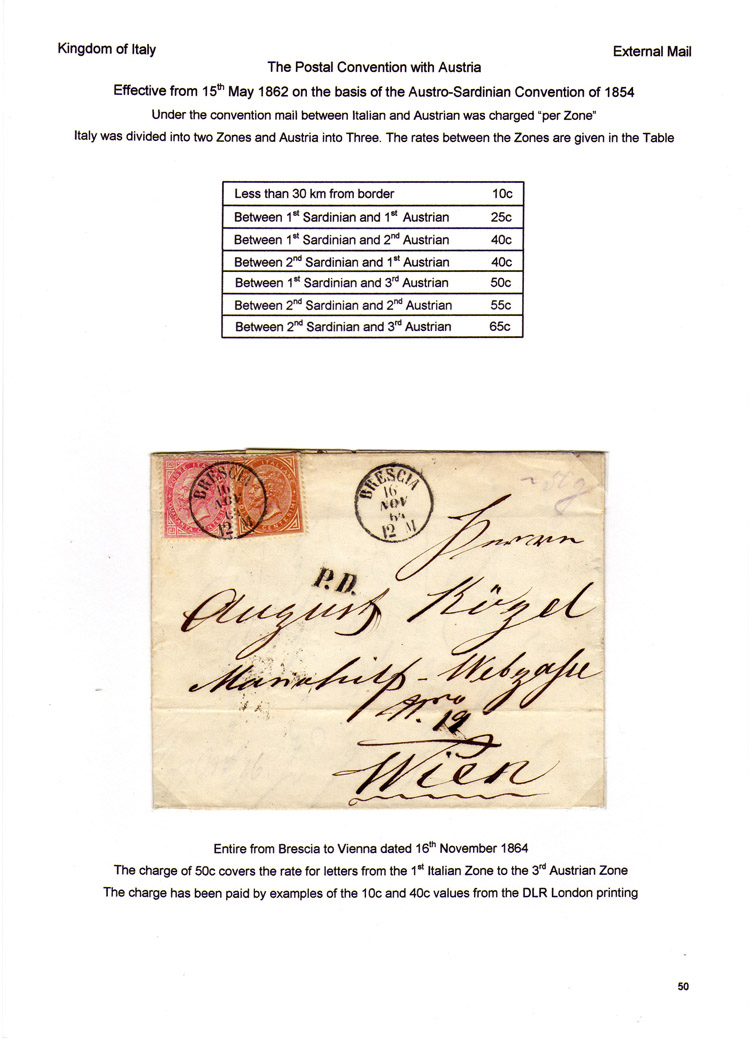 Kingdom of Italy
External Mail
The Postal Convention with Austria
Effective from 15th May 1862 on the basis of the Austro-Sardinian Convention of 1854
Under the convention mail between Italian and Austrian was charged “per Zone”
Italy was divided into two Zones and Austria into Three. The rates between the Zones are given in the Table
Less than 30 km from border 10c
Between 1st Sardinian and 1st Austrian 25c
Between 1st Sardinian and 2nd Austrian 40c
Between 2nd Sardinian and 1st Austrian 40c
Between 1st Sardinian and 3rd Austrian 50c
Between 2nd Sardinian and 2nd Austrian 55c
Between 2nd Sardinian and 3rd Austrian 65c
BRESCIA
16
NOV
12 M
BRESCIA
16
NOV
64
12 M
Herrn
P.D.
August Közel
Mariahilf - Webgasse
Nro 19
Wien
Entire from Brescia to Vienna dated 16th November 1864
The charge of 50c covers the rate for letters from the 1st Italian Zone to the 3rd Austrian Zone
The charge has been paid by examples of the 10c and 40c values from the DLR London printing
50